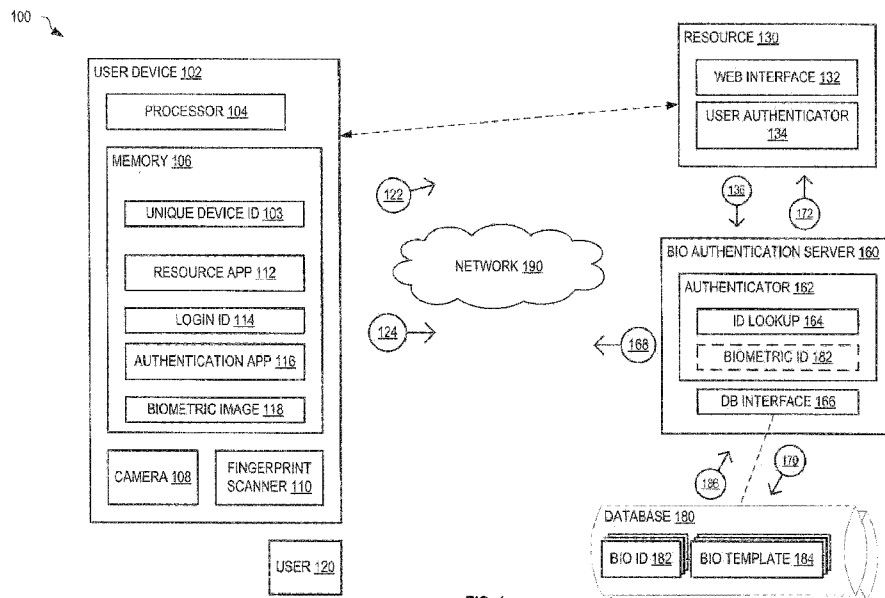 100
RESOURCE 130
WEB INTERFACE 132
USER AUTHENTICATOR
134
USER DEVICE 102
PROCESSOR 104
MEMORY 106
UNIQUE DEVICE ID 103
RESOURCE APP 112
LOGIN ID 114
AUTHENTICATION APP 116
BIOMETRIC IMAGE 118
CAMERA 108
FINGERPRINT
SCANNER 110
USER 120
122
124
NETWORK 190
136
172
168
BIO AUTHENTICATION SERVER 160
AUTHENTICATOR 162
ID LOOKUP 164
BIOMETRIC ID 182
DB INTERFACE 166
186
170
DATABASE 180
BIO ID 182
BIO TEMPLATE 184